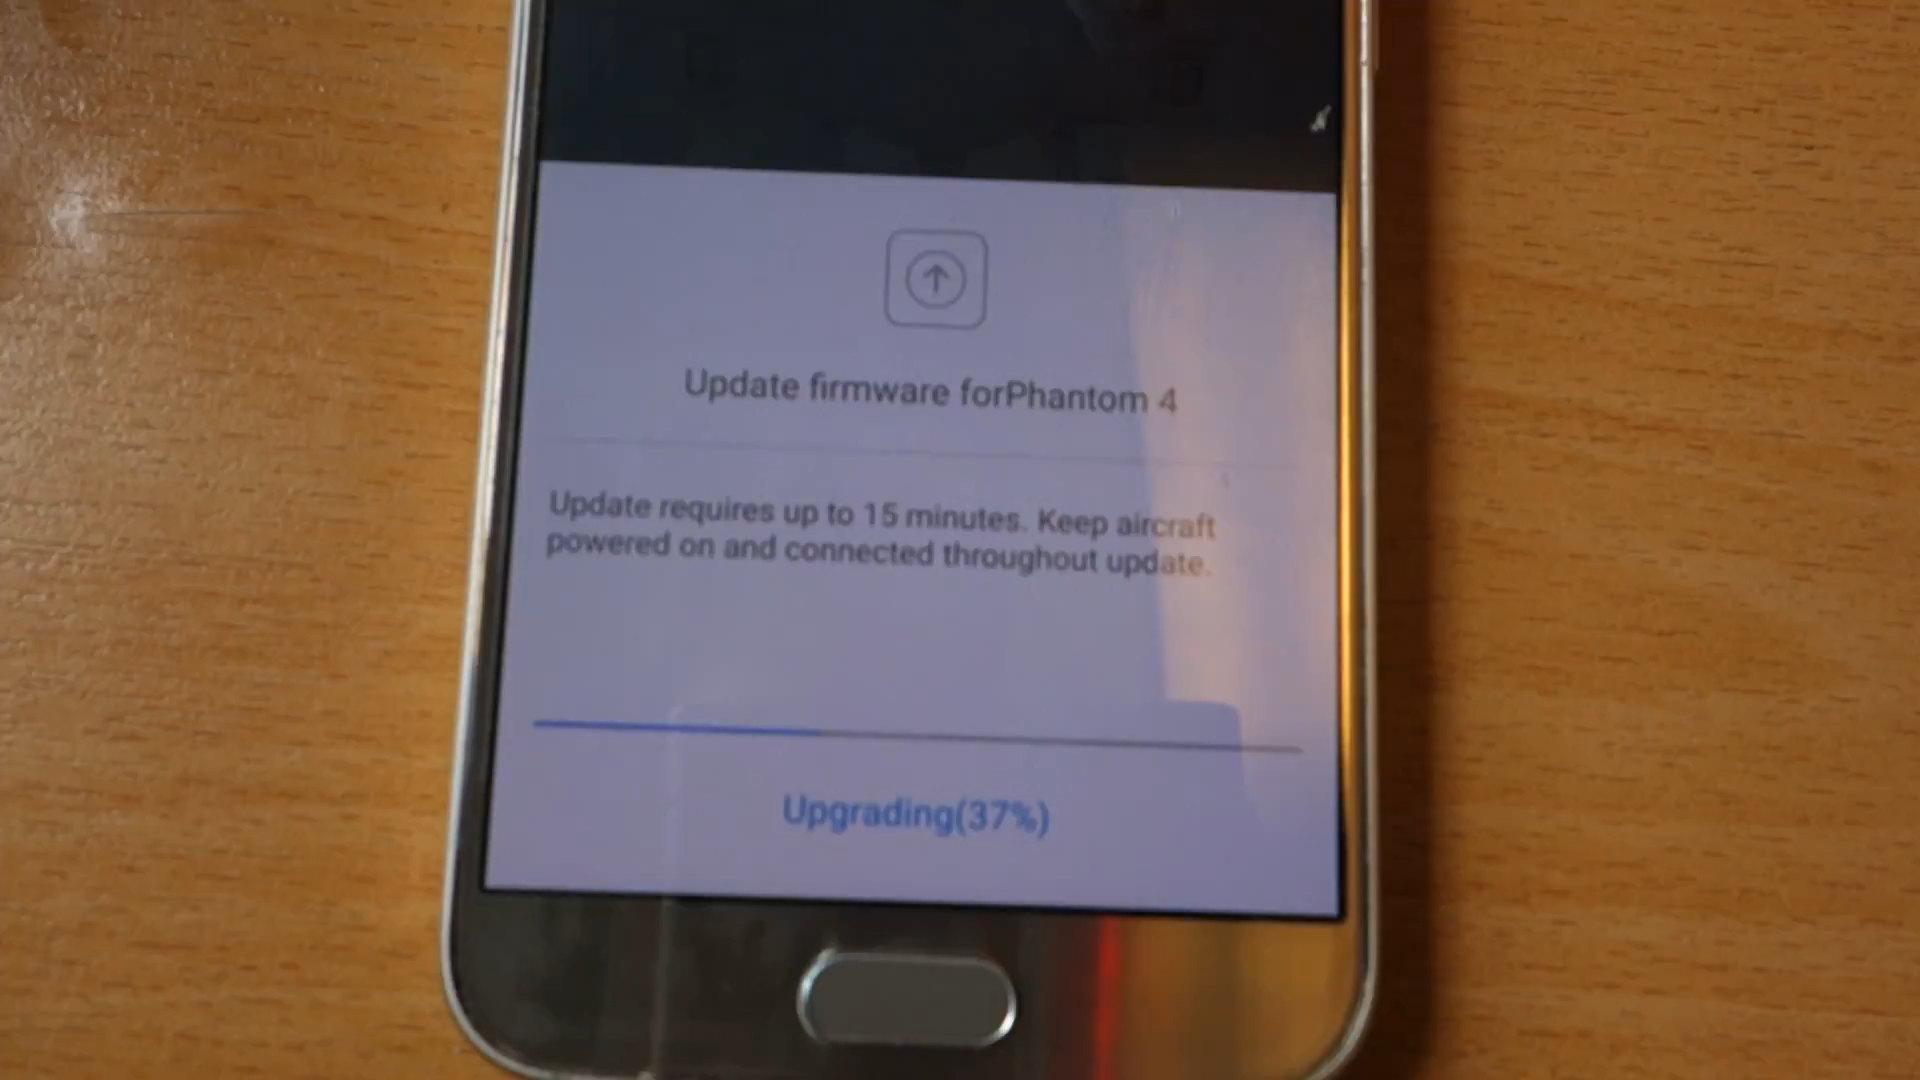 Update firmware forPhantom 4
Update requires up to 15 minutes. Keep aircraft
powered on and connected throughout update.
Upgrading(37%)